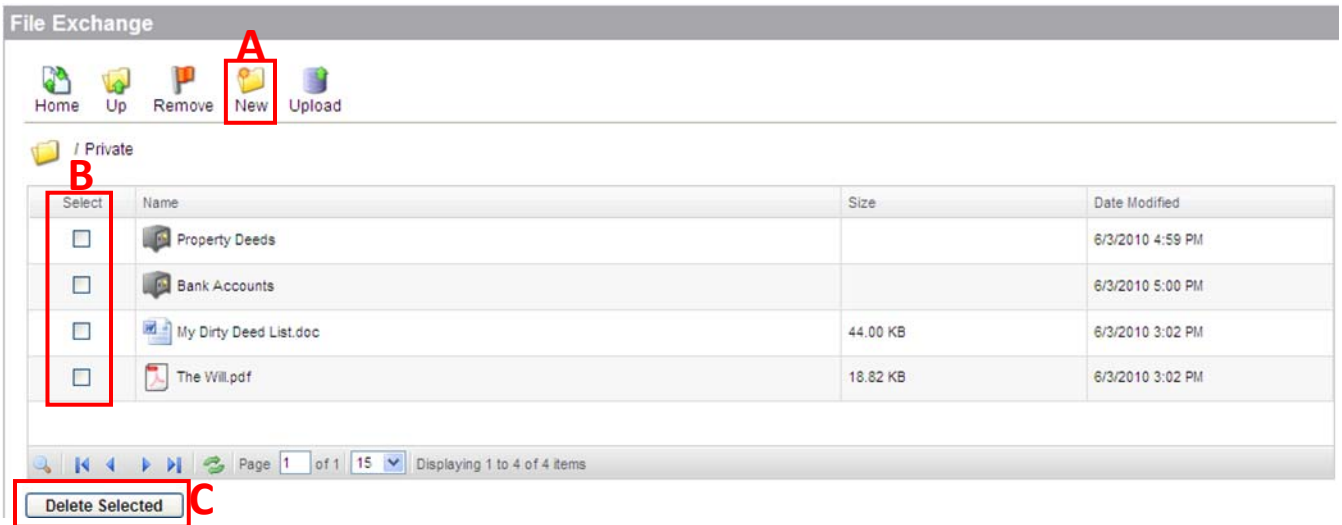 File Exchange
A
Home Up Remove New Upload
/ Private
B
Select Name Size Date Modified
Property Deeds 6/3/2010 4:59 PM
Bank Accounts 6/3/2010 5:00 PM
My Dirty Deed List.doc 44.00 KB 6/3/2010 3:02 PM
The Will.pdf 18.82 KB 6/3/2010 3:02 PM
Page 1 of 1 15 Displaying 1 to 4 of 4 items
Delete Selected C